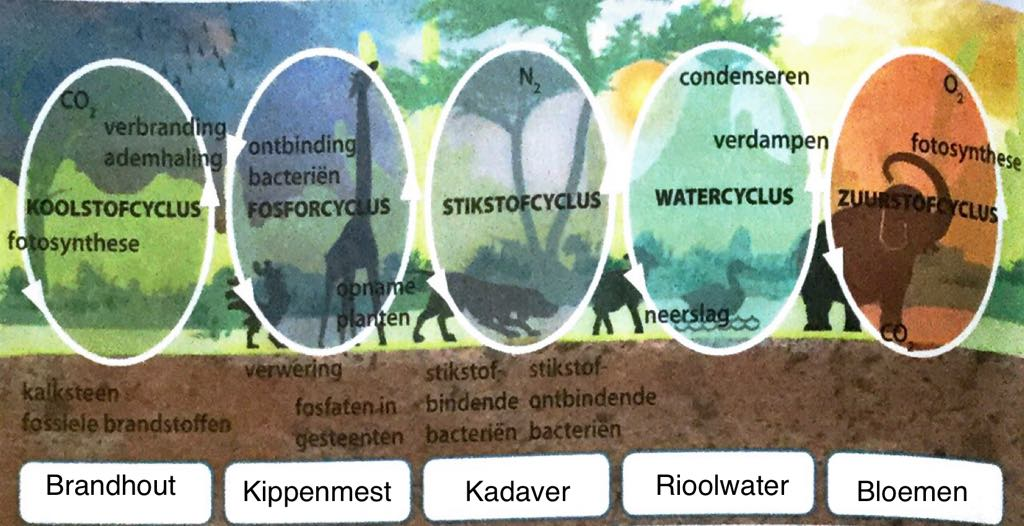 CO2
verbranding
ademhaling
KOOLSTOFCYCLUS
fotosynthese
kalksteen
fossiele brandstoffen
ontbinding
bacteriën
FOSFORCYCLUS
opname
planten
verwering
fosfaten in
gesteenten
N2
STIKSTOFCYCLUS
stikstof-
bindende
bacteriën
stikstof-
ontbindende
bacteriën
condenseren
verdampen
WATERCYCLUS
neerslag
O2
fotosynthese
ZUURSTOFCYCLUS
CO2
Brandhout
Kippenmest
Kadaver
Rioolwater
Bloemen